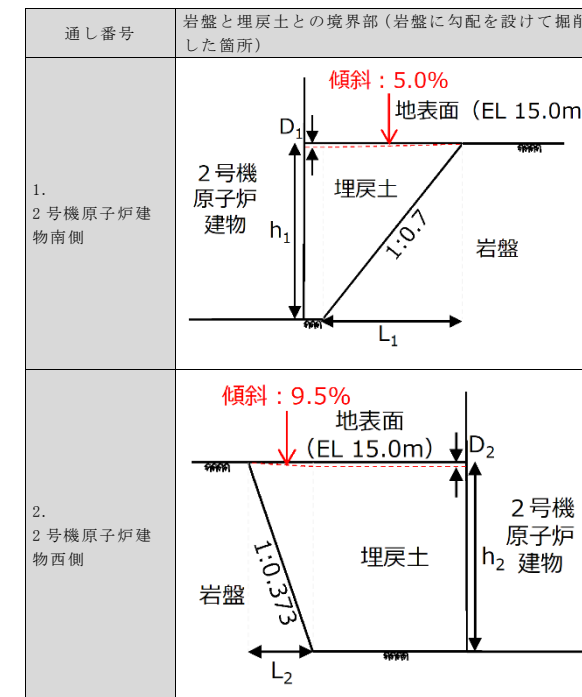 通し番号
岩盤と埋戻土との境界部(岩盤に勾配を設けて掘削
した箇所)
1.
2号機原子炉建
物南側
傾斜:5.0%
地表面(EL 15.0m
D1
2号機
原子炉
建物
埋戻土
h1
1:0.7
岩盤
L1
2.
2号機原子炉建
物西側
傾斜:9.5%
地表面
(EL 15.0m)
D2
2号機
原子炉
建物
h2
埋戻土
1:0.373
岩盤
L2